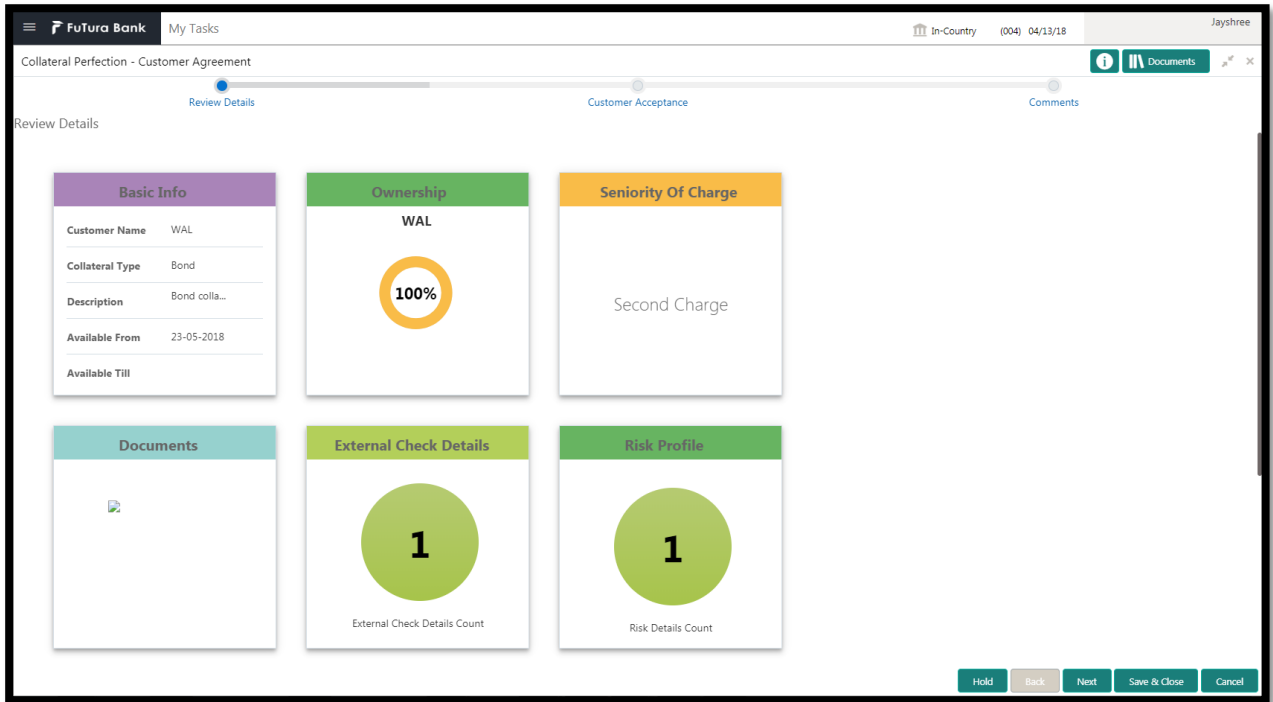 FuTura Bank
My Tasks
In-Country (004) 04/13/18
Jayshree
Collateral Perfection - Customer Agreement
i
Documents
Review Details
Customer Acceptance
Comments
Review Details
Basic Info
Customer Name WAL
Collateral Type Bond
Description Bond colla...
Available From 23-05-2018
Available Till
Ownership
WAL
100%
Seniority Of Charge
Second Charge
Documents
External Check Details
1
External Check Details Count
Risk Profile
1
Risk Details Count
Hold
Back
Next
Save & Close
Cancel